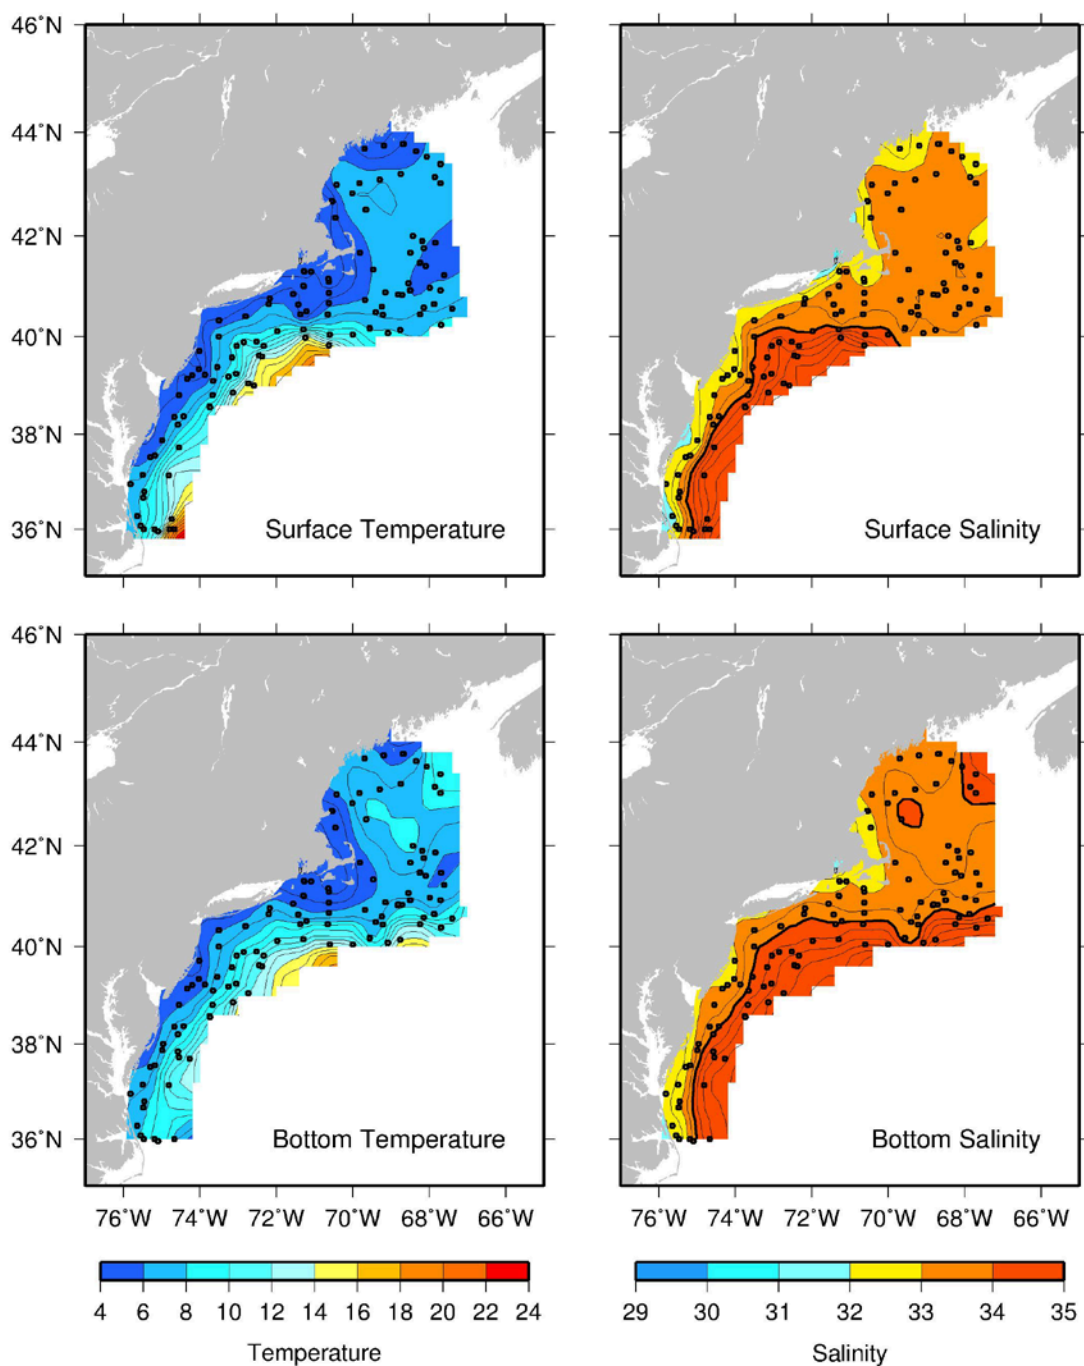 46°N
44°N
42°N
40°N
38°N
36°N
Surface Temperature
Surface Salinity
46°N
44°N
42°N
40°N
38°N
36°N
Bottom Temperature
Bottom Salinity
76°W 74°W 72°W 70°W 68°W 66°W
76°W 74°W 72°W 70°W 68°W 66°W
4 6 8 10 12 14 16 18 20 22 24
29 30 31 32 33 34 35
Temperature
Salinity